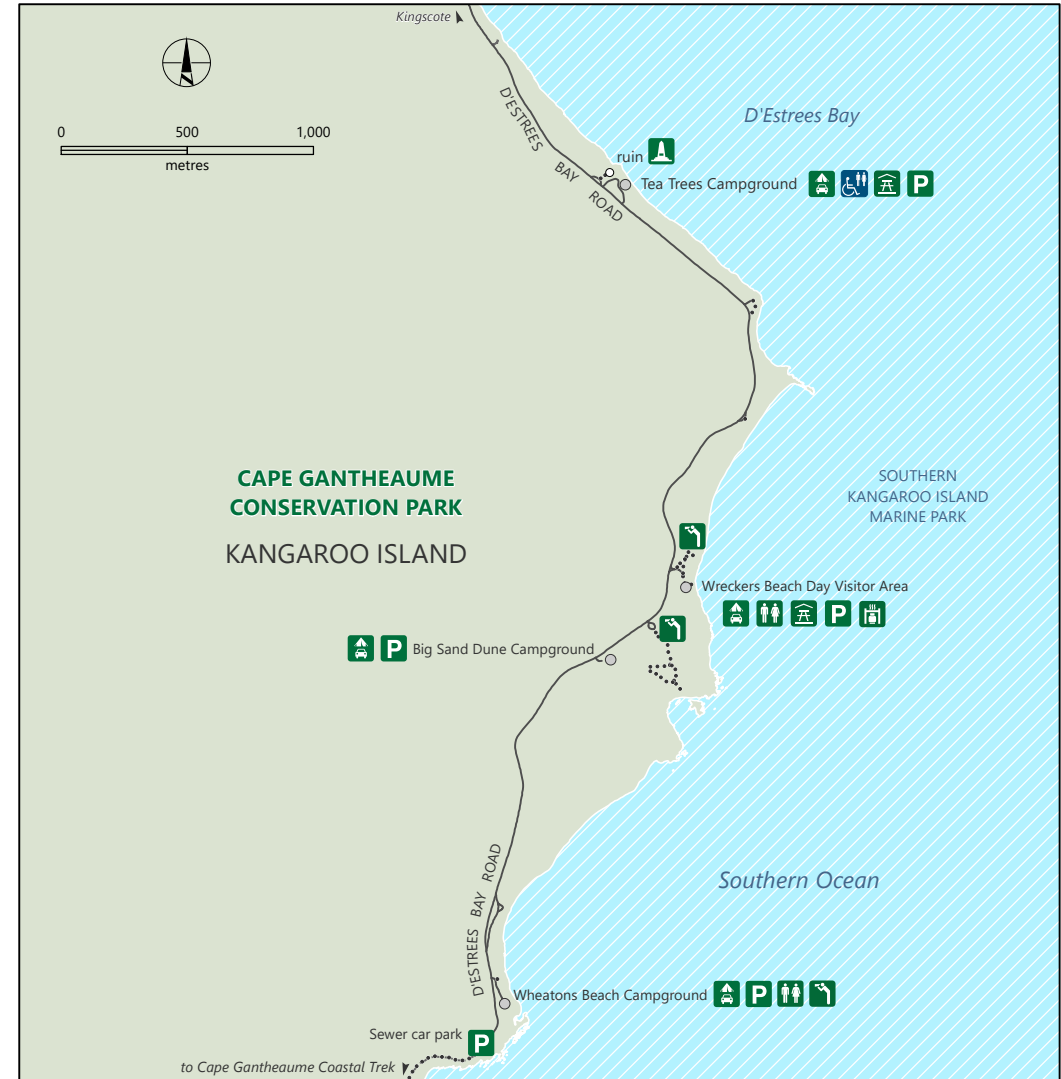 Kingscote
0 500 1,000
metres
D'Estrees Bay
D'ESTREES BAY ROAD
ruin
Tea Trees Campground
P
CAPE GANTHEAUME
CONSERVATION PARK
KANGAROO ISLAND
SOUTHERN
KANGAROO ISLAND
MARINE PARK
Wreckers Beach Day Visitor Area
P
P Big Sand Dune Campground
Southern Ocean
D'ESTREES BAY ROAD
Wheatons Beach Campground P
Sewer car park P
to Cape Gantheaume Coastal Trek